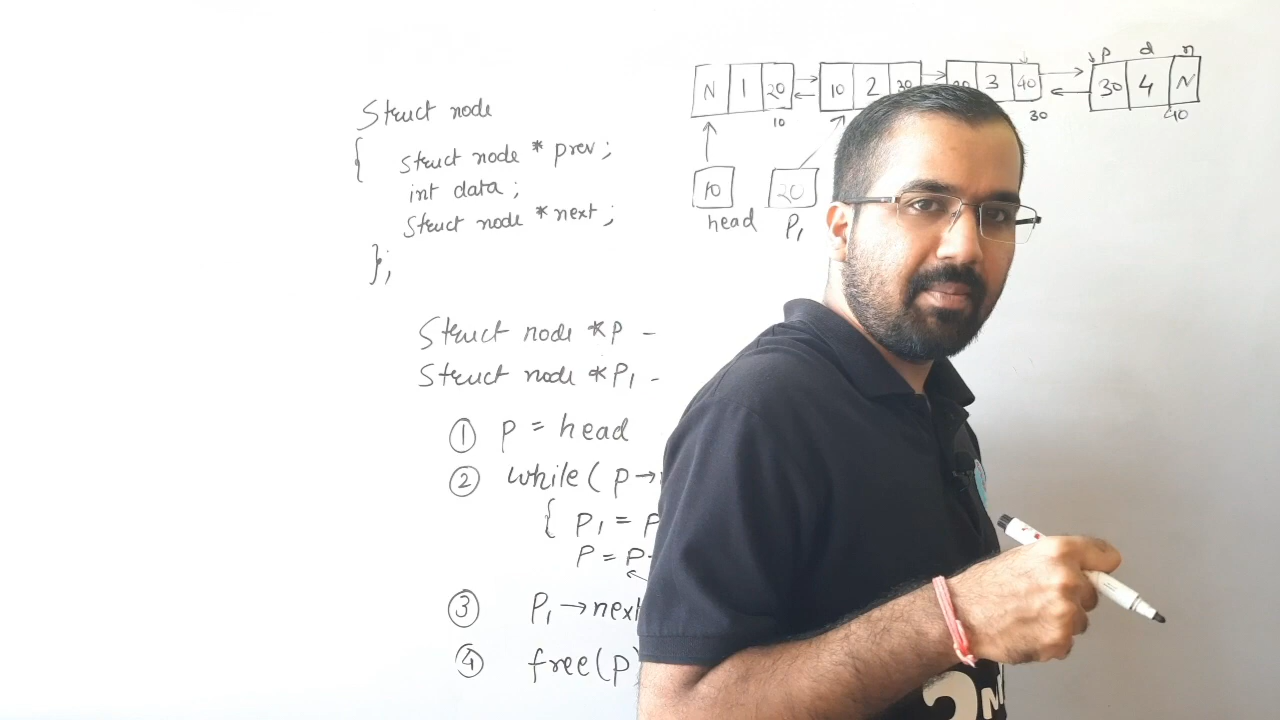 Struct node
{ Struct node * prev ;
int data ;
Struct node * next ;
};
Struct node *P -
Struct node *P1 -
① P = head
② while( P→
{ P1 = P
P = P-
③ P1 → next
④ free(P)
P d n
N 1 20 10 2 30 3 40 30 4 N
10 30 40
10 20
head P1
2